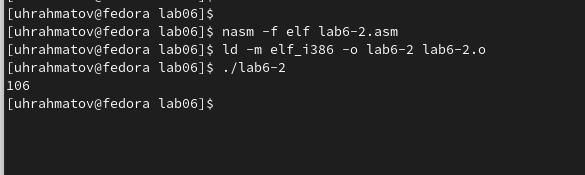 [uhrahmatov@fedora lab06]$
[uhrahmatov@fedora lab06]$ nasm -f elf lab6-2.asm
[uhrahmatov@fedora lab06]$ ld -m elf_i386 -o lab6-2 lab6-2.o
[uhrahmatov@fedora lab06]$ ./lab6-2
106
[uhrahmatov@fedora lab06]$